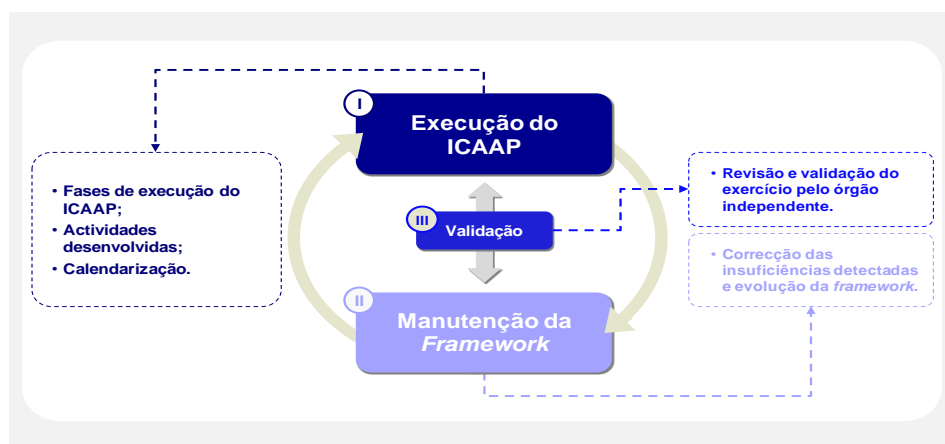 I
Execução do
ICAAP
• Fases de execução do
ICAAP;
• Actividades
desenvolvidas;
• Calendarização.
III
Validação
• Revisão e validação do
exercício pelo órgão
independente.
• Correcção das
insuficiências detectadas
e evolução da framework.
II
Manutenção da
Framework